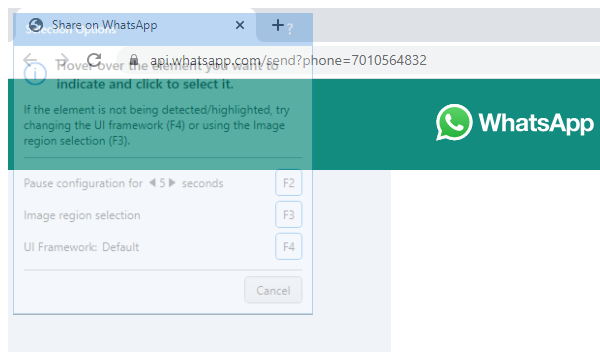 Share on WhatsApp
Selection Options ?
api.whatsapp.com/send?phone=7010564832
Hover over the element you want to
indicate and click to select it.
WhatsApp
If the element is not being detected/highlighted, try
changing the UI framework (F4) or using the Image
region selection (F3).
Pause configuration for 5 seconds F2
Image region selection F3
UI Framework: Default F4
Cancel